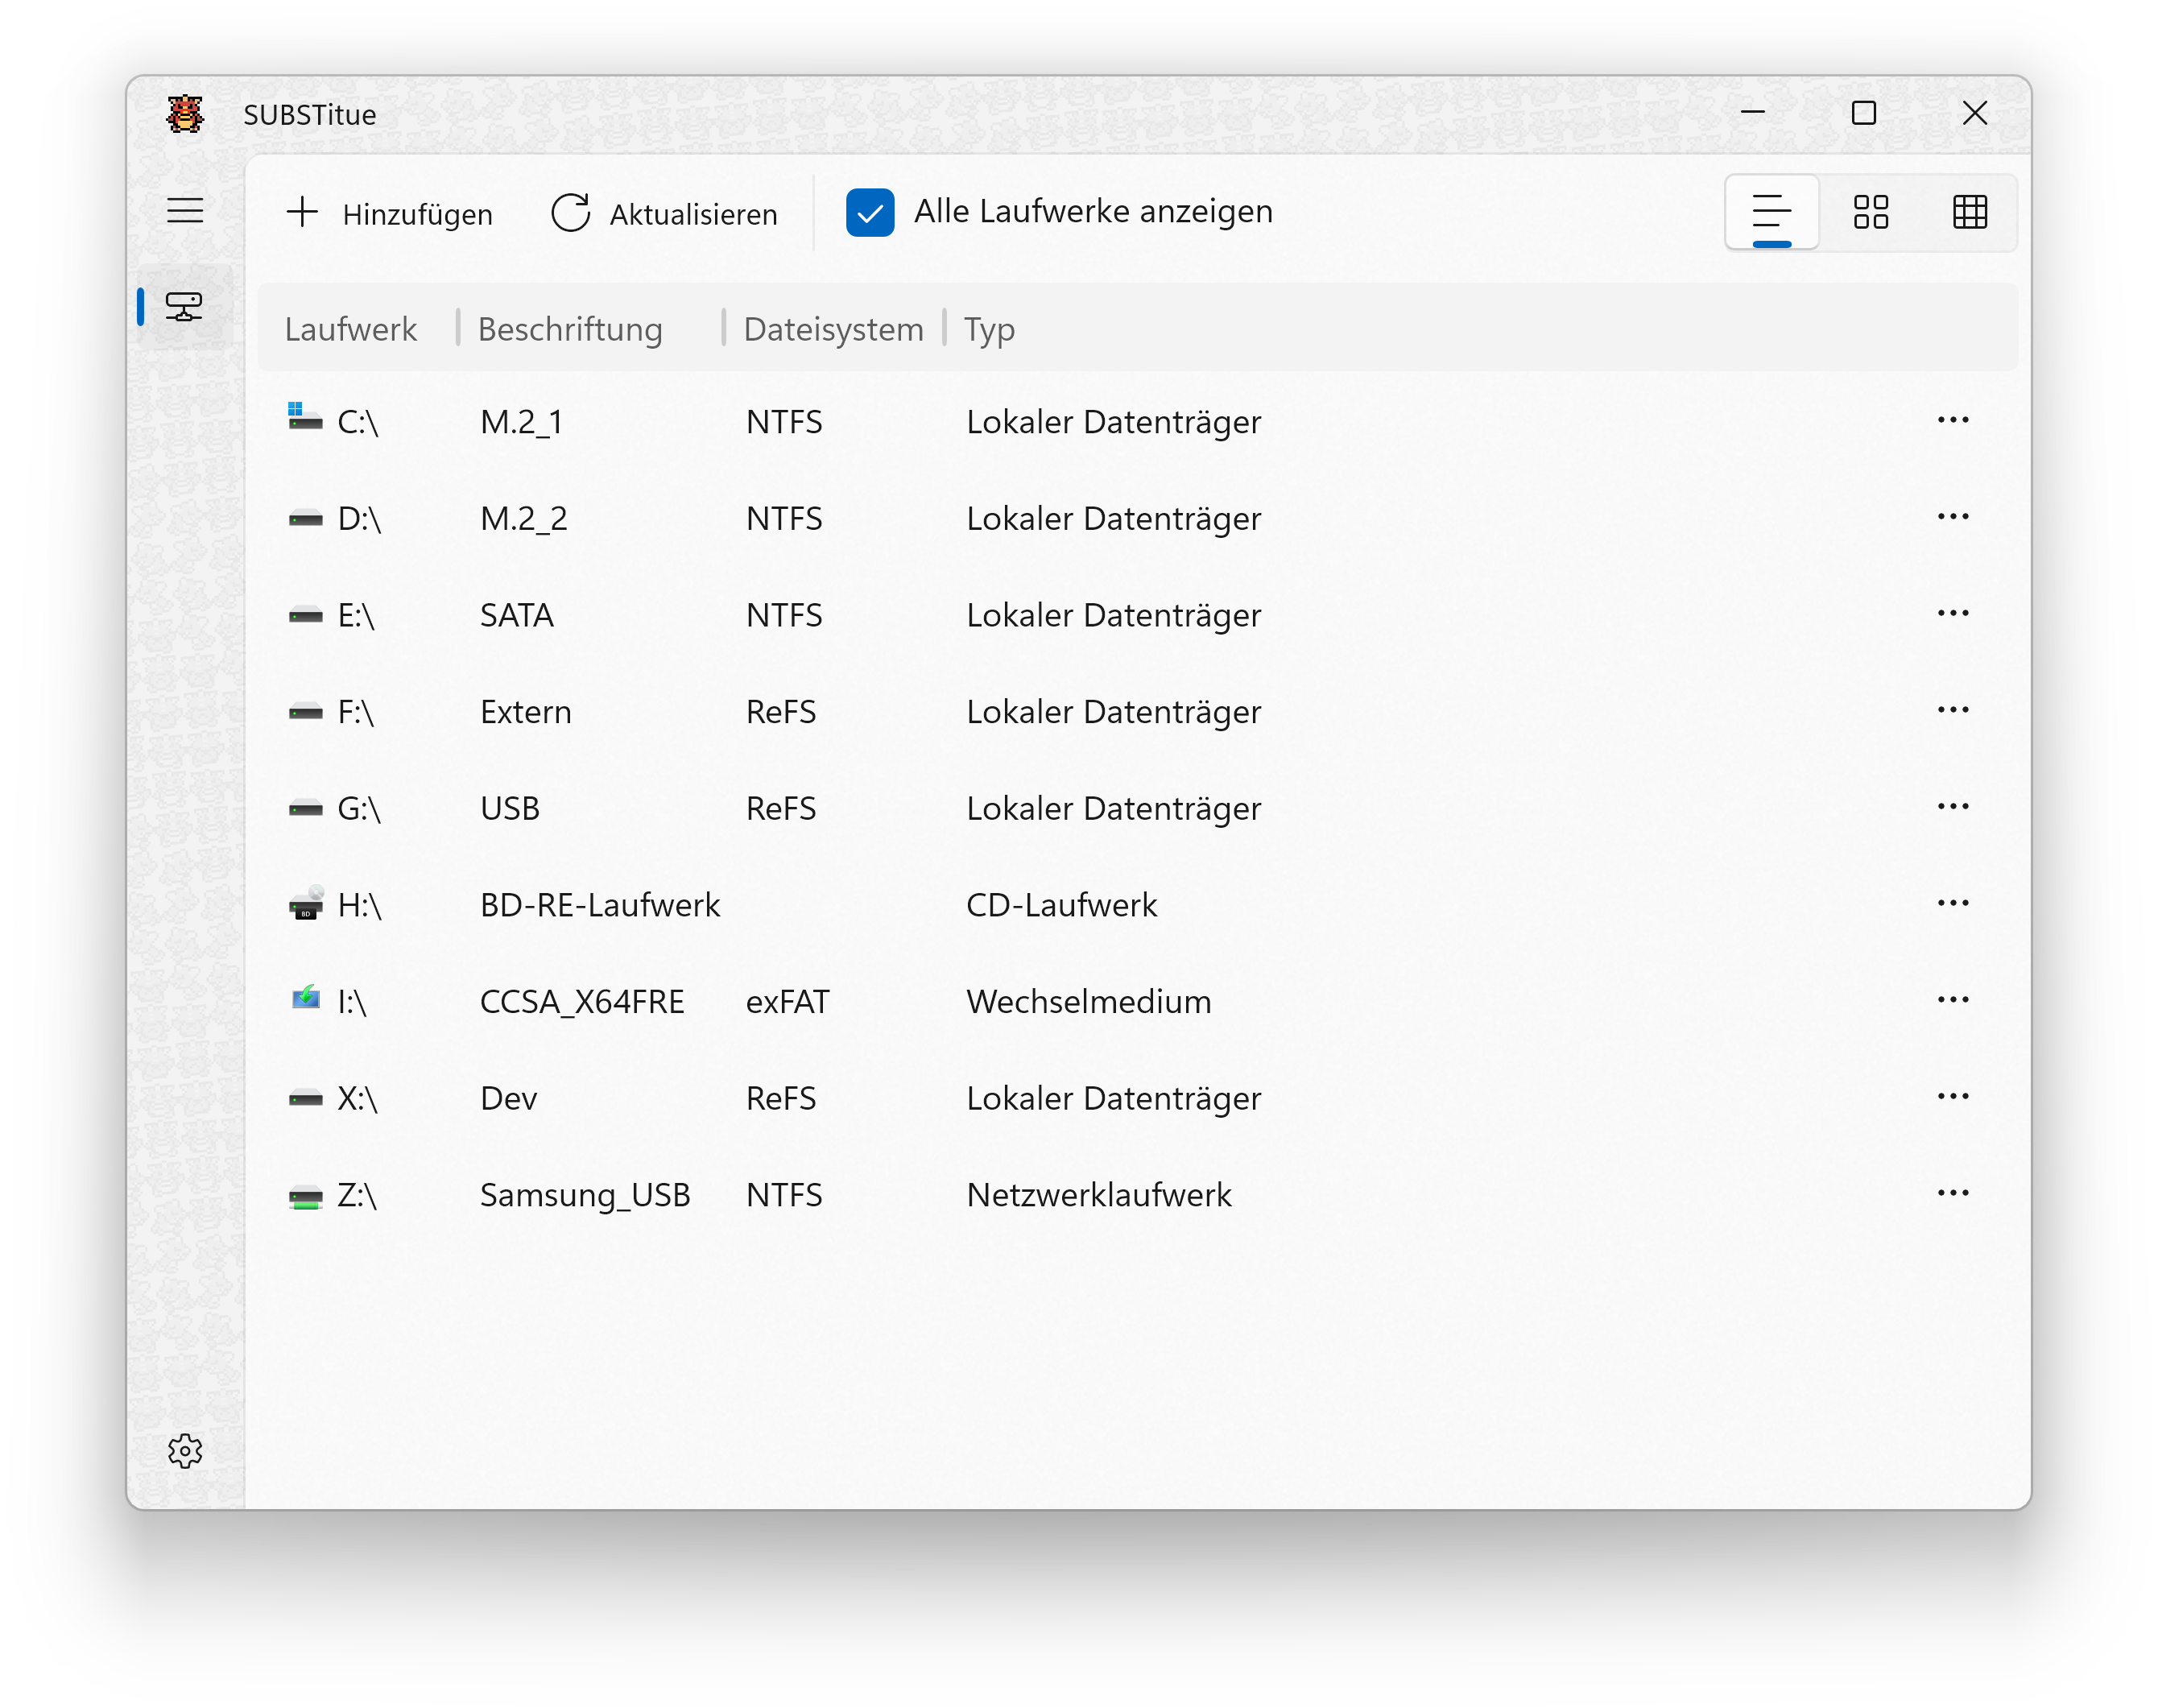 SUBSTitue
Hinzufügen Aktualisieren Alle Laufwerke anzeigen
Laufwerk Beschriftung Dateisystem Typ
C:\ M.2_1 NTFS Lokaler Datenträger
D:\ M.2_2 NTFS Lokaler Datenträger
E:\ SATA NTFS Lokaler Datenträger
F:\ Extern ReFS Lokaler Datenträger
G:\ USB ReFS Lokaler Datenträger
BD H:\ BD-RE-Laufwerk CD-Laufwerk
I:\ CCSA_X64FRE exFAT Wechselmedium
X:\ Dev ReFS Lokaler Datenträger
Z:\ Samsung_USB NTFS Netzwerklaufwerk